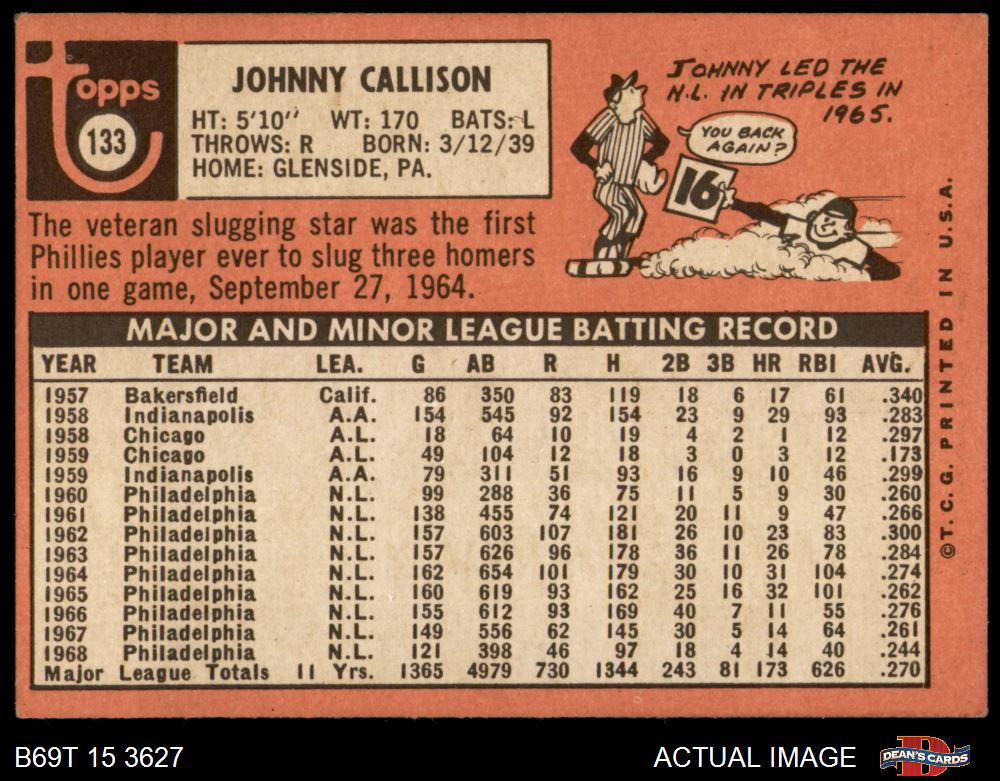 topps
133
JOHNNY CALLISON
HT: 5'10" WT: 170 BATS: L
THROWS: R BORN: 3/12/39
HOME: GLENSIDE, PA.
JOHNNY LED THE
N.L. IN TRIPLES IN
1965.
YOU BACK
AGAIN?
16
The veteran slugging star was the first
Phillies player ever to slug three homers
in one game, September 27, 1964.
MAJOR AND MINOR LEAGUE BATTING RECORD
YEAR TEAM LEA. G AB R H 2B 3B HR RBI AVG.
1957 Bakersfield Calif. 86 350 83 119 18 6 17 61 .340
1958 Indianapolis A.A. 154 545 92 154 23 9 29 93 .283
1958 Chicago A.L. 18 64 10 19 4 2 1 12 .297
1959 Chicago A.L. 49 104 12 18 3 0 3 12 .173
1959 Indianapolis A.A. 79 311 51 93 16 9 10 46 .299
1960 Philadelphia N.L. 99 288 36 75 11 5 9 30 .260
1961 Philadelphia N.L. 138 455 74 121 20 11 9 47 .266
1962 Philadelphia N.L. 157 603 107 181 26 10 23 83 .300
1963 Philadelphia N.L. 157 626 96 178 36 11 26 78 .284
1964 Philadelphia N.L. 162 654 101 179 30 10 31 104 .274
1965 Philadelphia N.L. 160 619 93 162 25 16 32 101 .262
1966 Philadelphia N.L. 155 612 93 169 40 7 11 55 .276
1967 Philadelphia N.L. 149 556 62 145 30 5 14 64 .261
1968 Philadelphia N.L. 121 398 46 97 18 4 14 40 .244
Major League Totals 11 Yrs. 1365 4979 730 1344 243 81 173 626 .270
©T.C.G. PRINTED IN U.S.A.
B69T 15 3627
ACTUAL IMAGE
D
DEAN'S CARDS